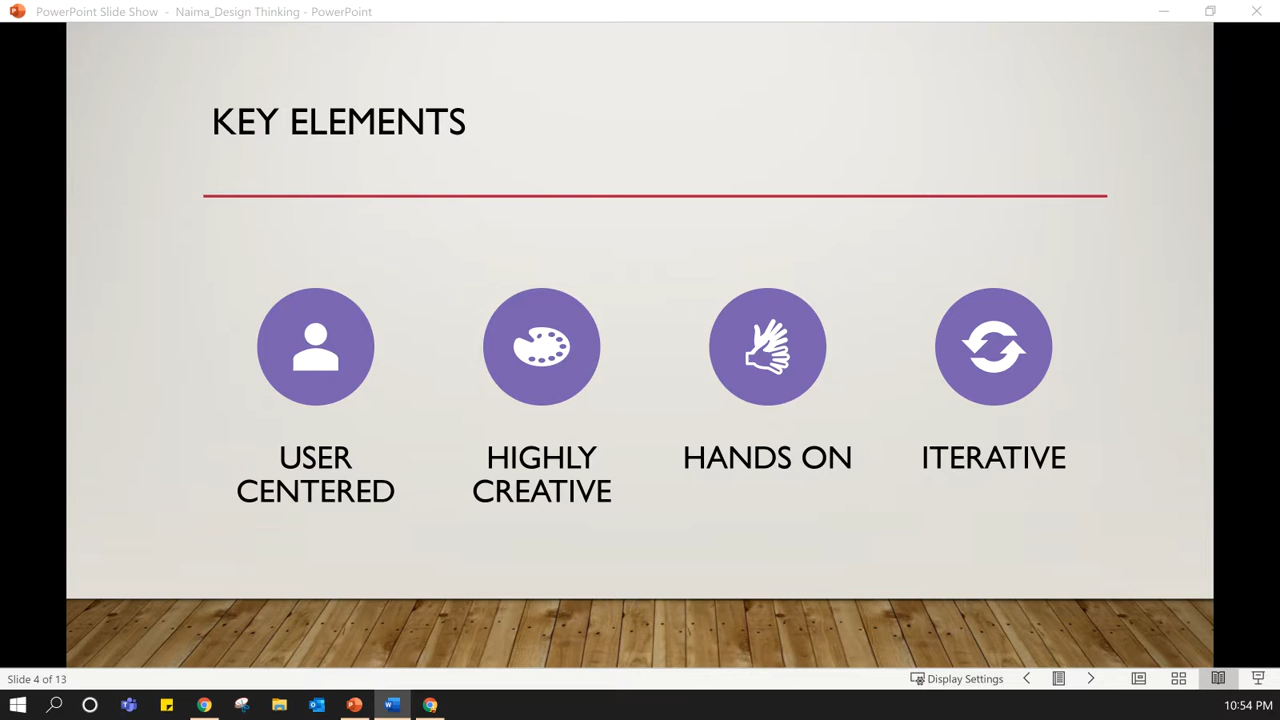 PowerPoint Slide Show - Naima_Design Thinking - PowerPoint
KEY ELEMENTS
USER
CENTERED
HIGHLY
CREATIVE
HANDS ON
ITERATIVE
Slide 4 of 13
Display Settings
10:54 PM